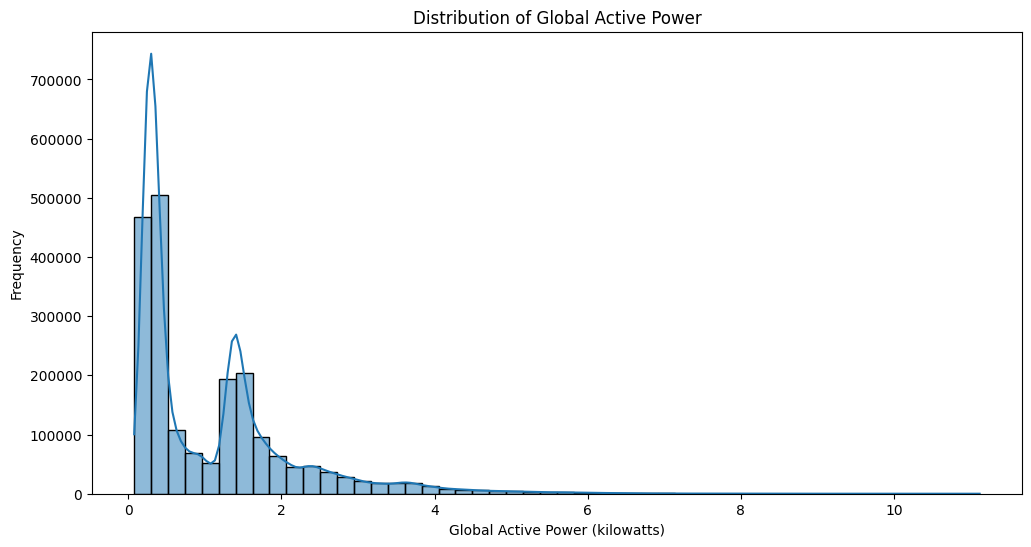 Distribution of Global Active Power
700000
600000
500000
400000
300000
200000
100000
0
Frequency
0 2 4 6 8 10
Global Active Power (kilowatts)